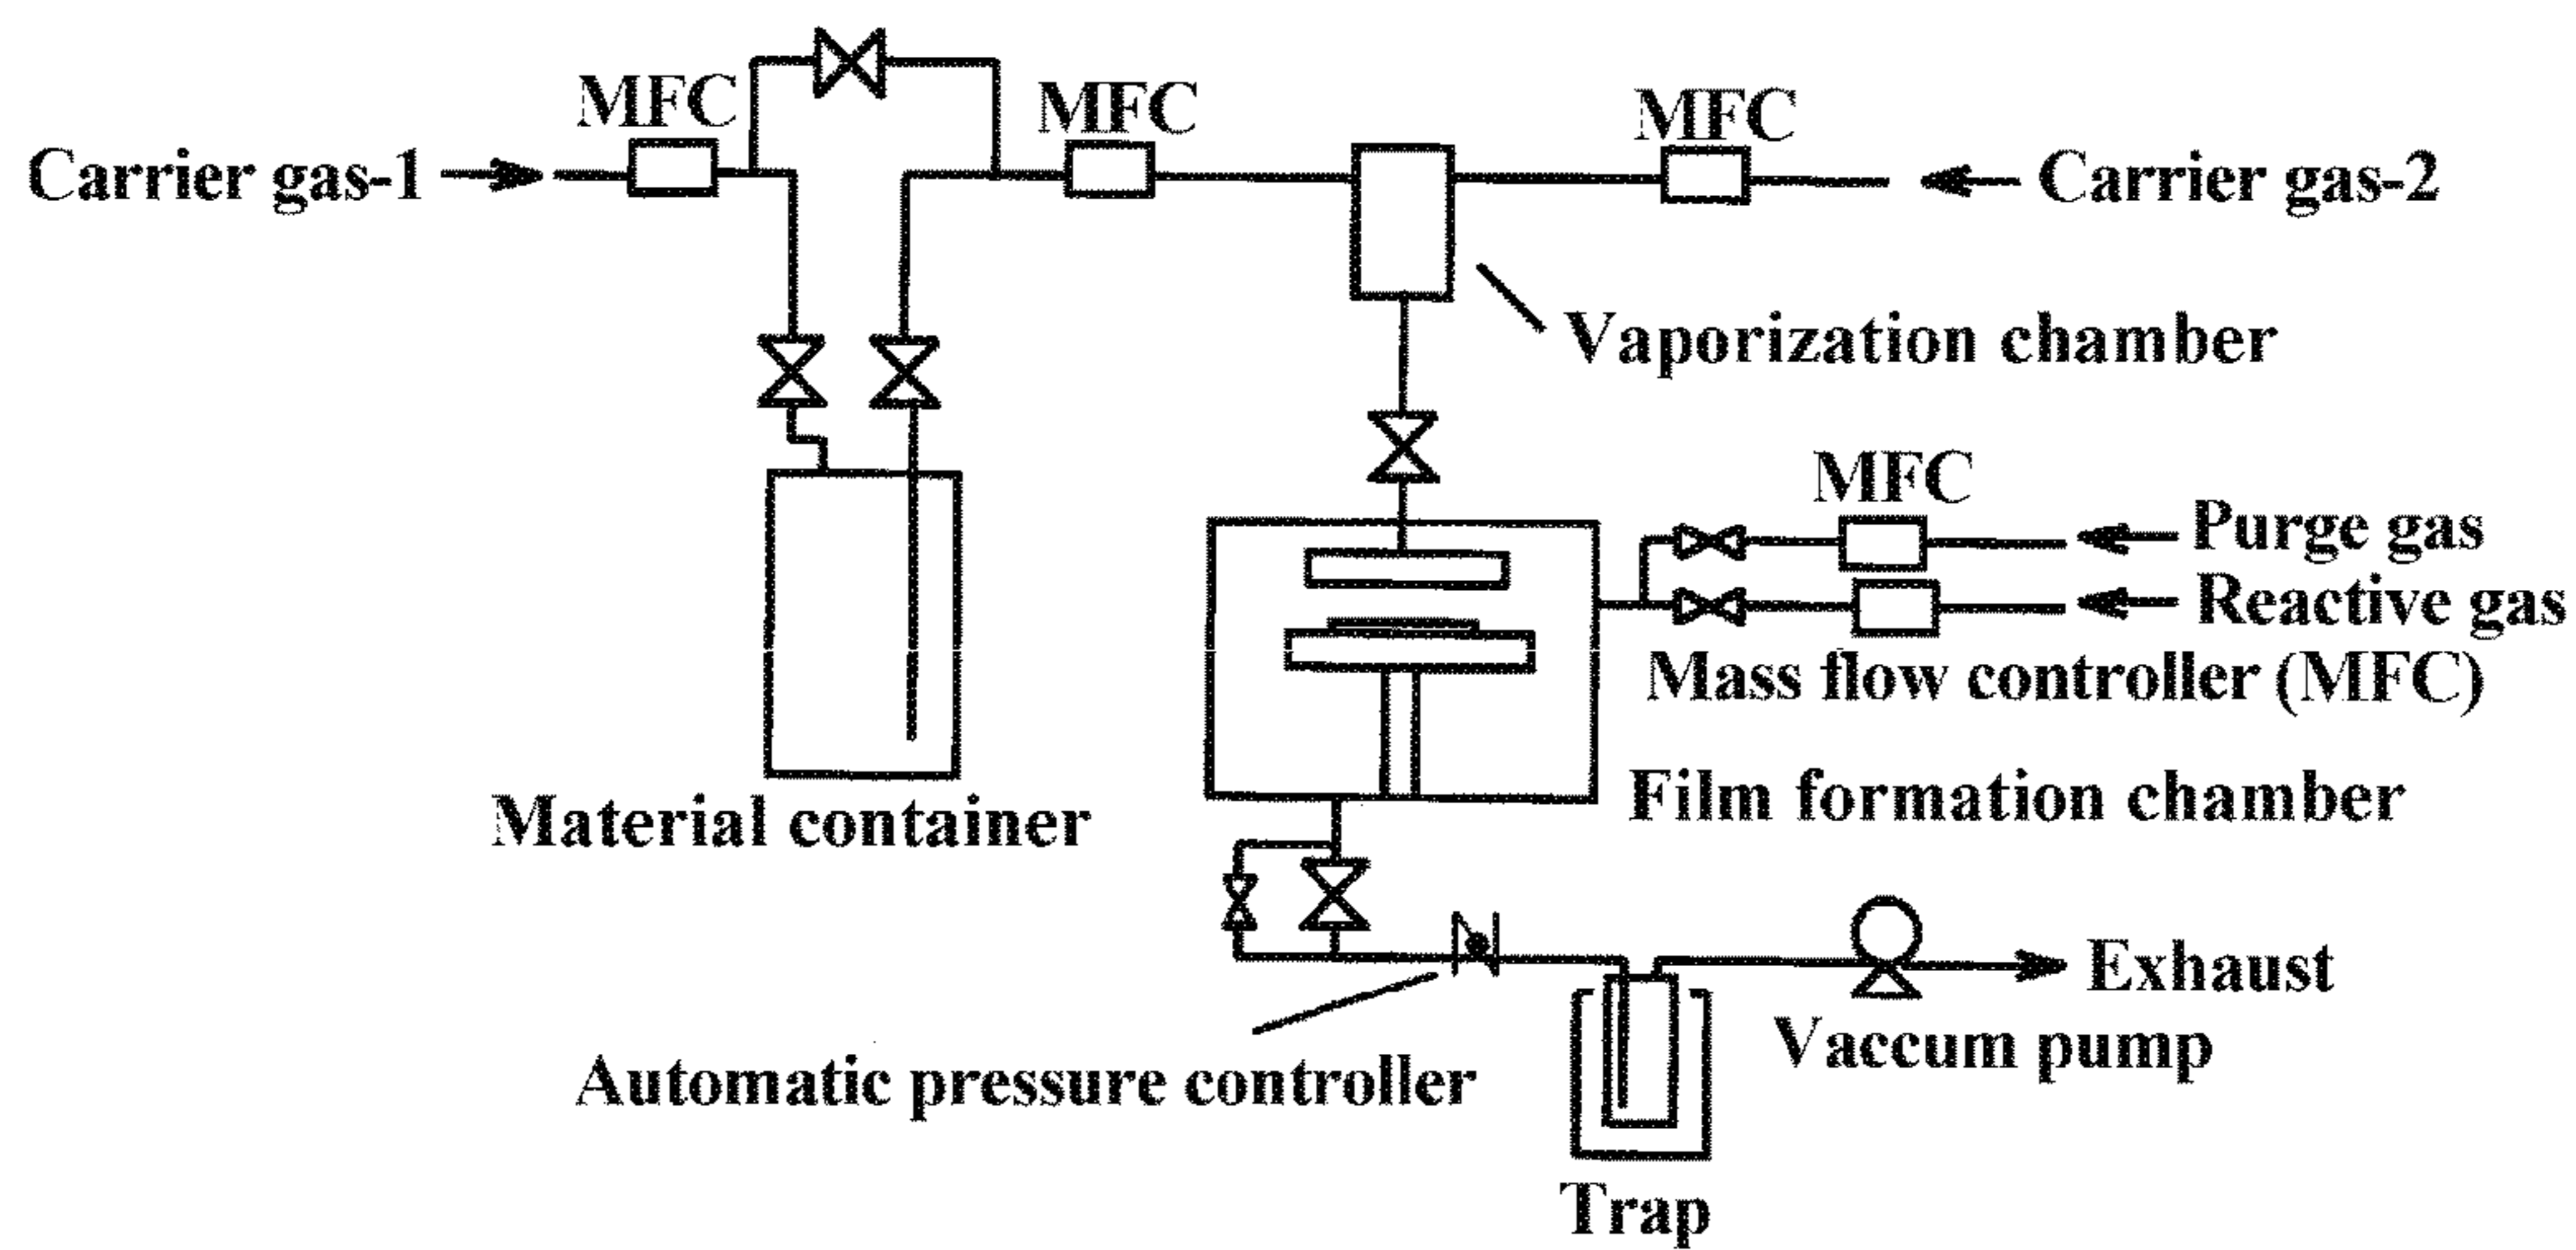 MFC
MFC
MFC
Carrier gas-1
Carrier gas-2
Vaporization chamber
MFC
Purge gas
Reactive gas
Mass flow controller (MFC)
Film formation chamber
Material container
Exhaust
Vaccum pump
Automatic pressure controller
Trap